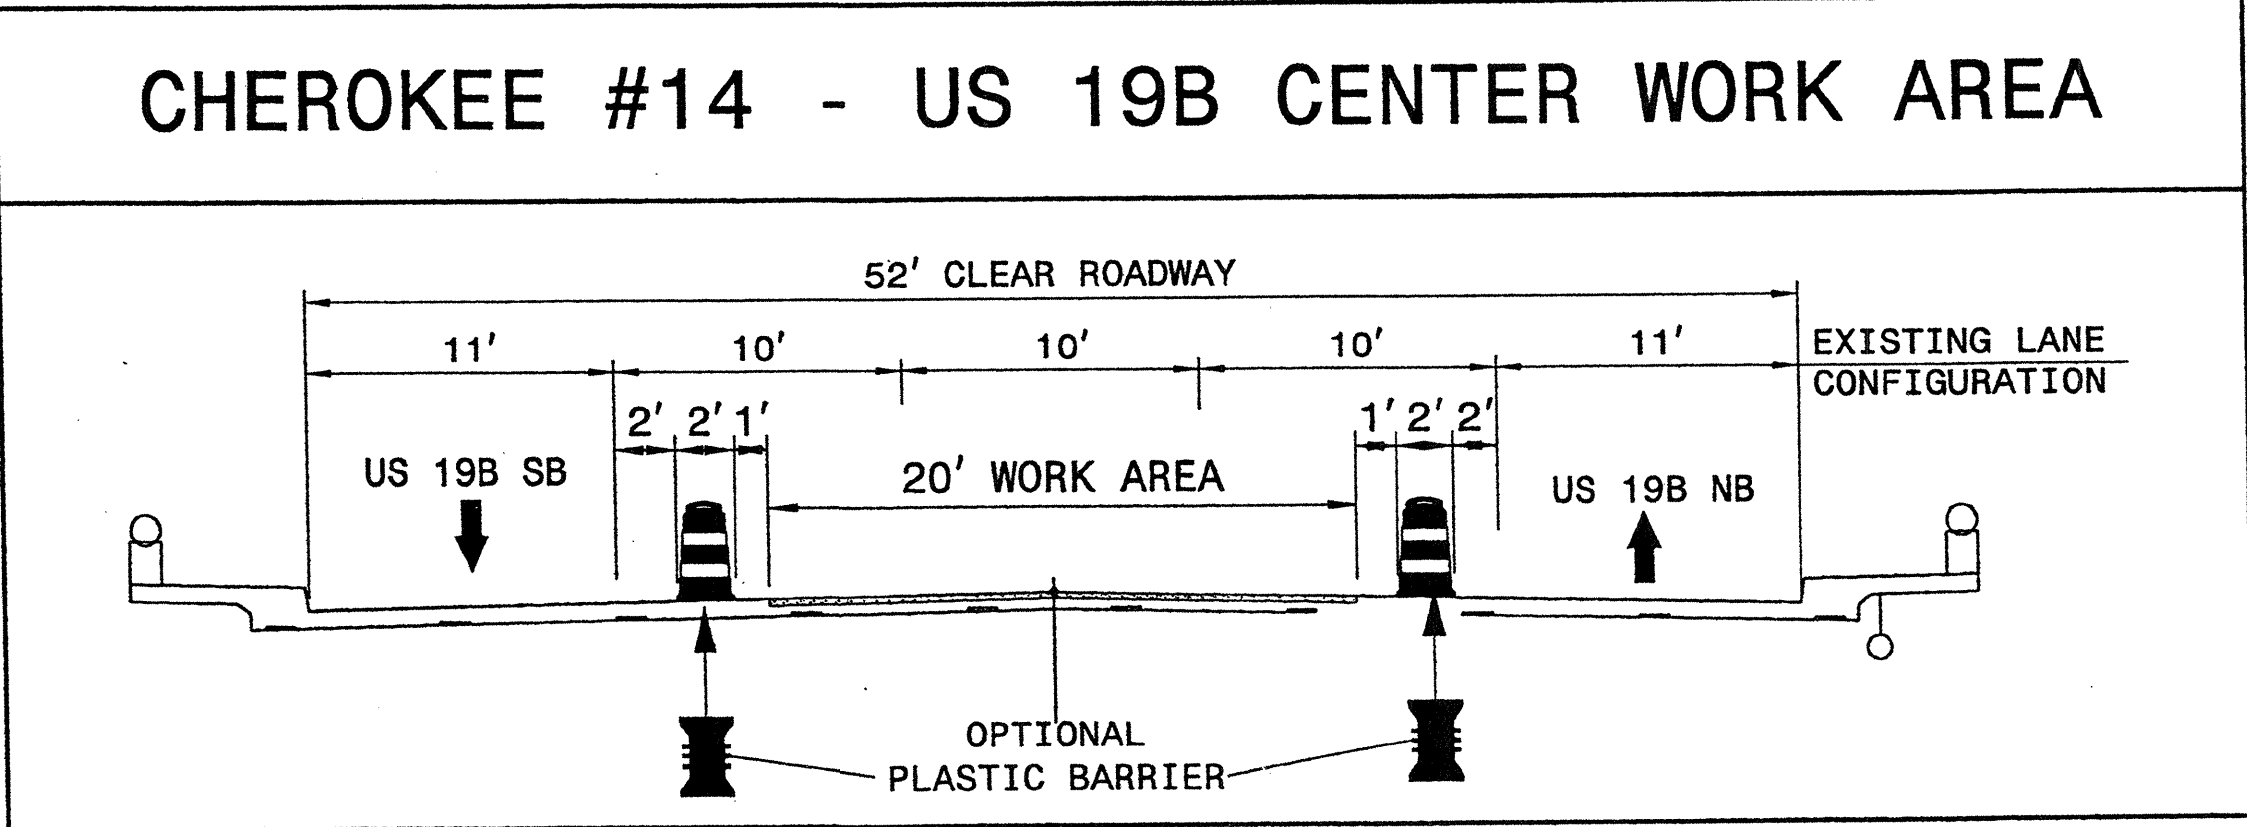 CHEROKEE #14 - US 19B CENTER WORK AREA
52' CLEAR ROADWAY
11' 10' 10' 10' 11' EXISTING LANE
CONFIGURATION
2' 2' 1' 1' 2' 2'
US 19B SB 20' WORK AREA US 19B NB
OPTIONAL
PLASTIC BARRIER